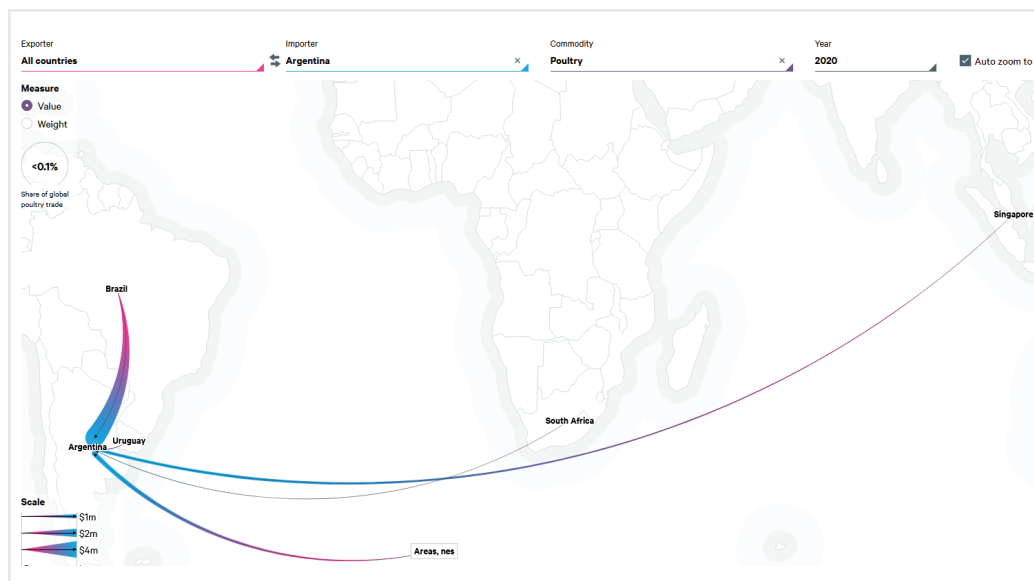 Exporter
All countries
Importer
Argentina
×
Commodity
Poultry
×
Year
2020
Auto zoom to
Measure
Value
Weight
<0.1%
Share of global
poultry trade
Singapore
Brazil
South Africa
Uruguay
Argentina
Areas, nes
Scale
$1m
$2m
$4m